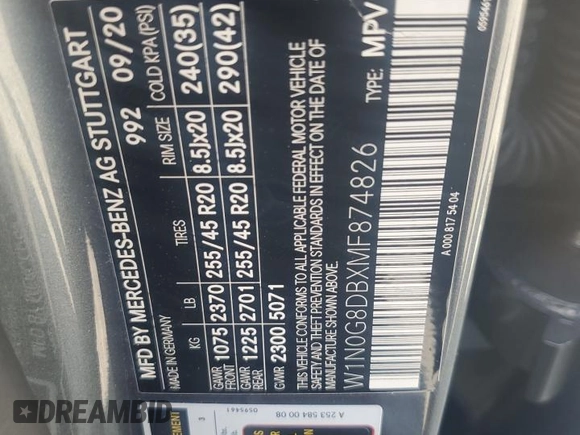 MFD BY MERCEDES-BENZ AG STUTTGART
MADE IN GERMANY 992 09/20
KG LB TIRES RIM SIZE COLD KPA (PSI)
GAWR FRONT 1075 2370 255/45 R20 8.5Jx20 240(35)
GAWR REAR 1225 2701 255/45 R20 8.5Jx20 290(42)
GVWR 2300 5071
THIS VEHICLE CONFORMS TO ALL APPLICABLE FEDERAL MOTOR VEHICLE
SAFETY, BUMPER, AND THEFT PREVENTION STANDARDS IN EFFECT ON THE DATE OF
MANUFACTURE SHOWN ABOVE.
W1N0G8DBXMF874826 TYPE: MPV
A 000 817 54 04
A 253 584 00 08
DREAMBID